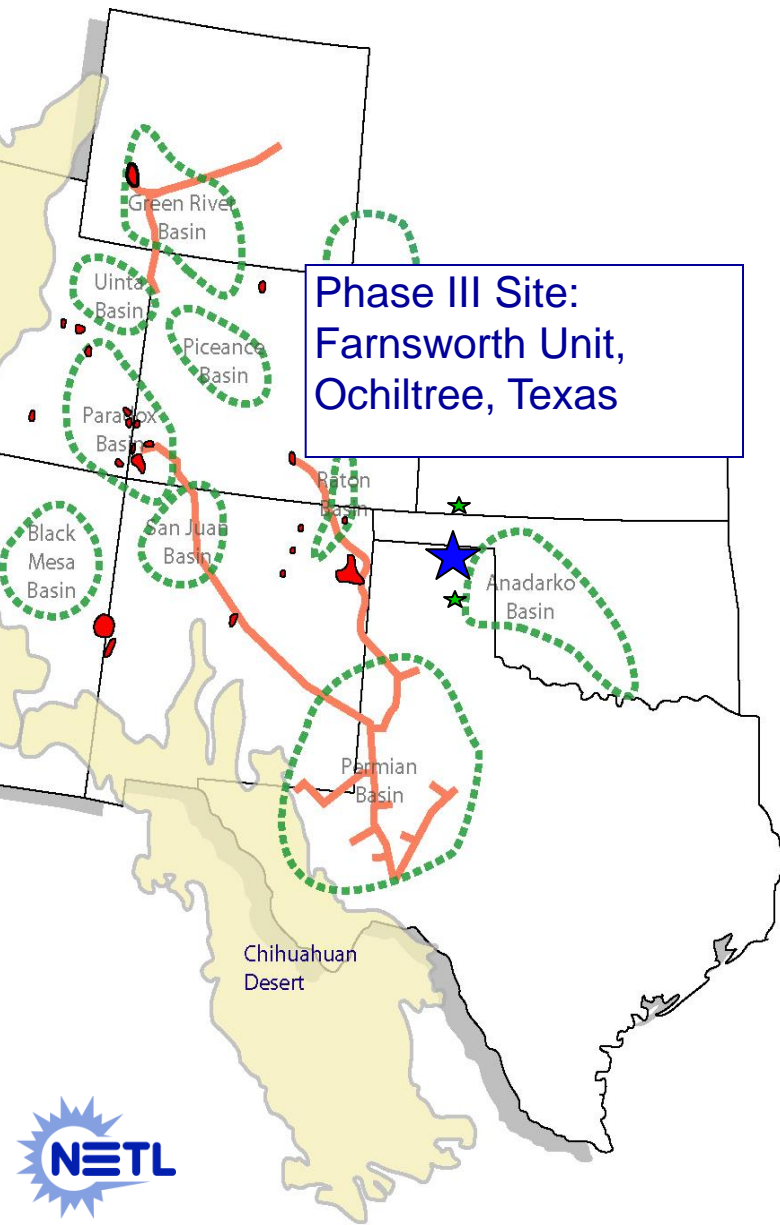 Green River
Basin
Uinta
Basin
Phase III Site:
Farnsworth Unit,
Ochiltree, Texas
Piceance
Basin
Paradox
Basin
Raton
Basin
San Juan
Basin
Black
Mesa
Basin
Anadarko
Basin
Permian
Basin
Chihuahuan
Desert
NETL